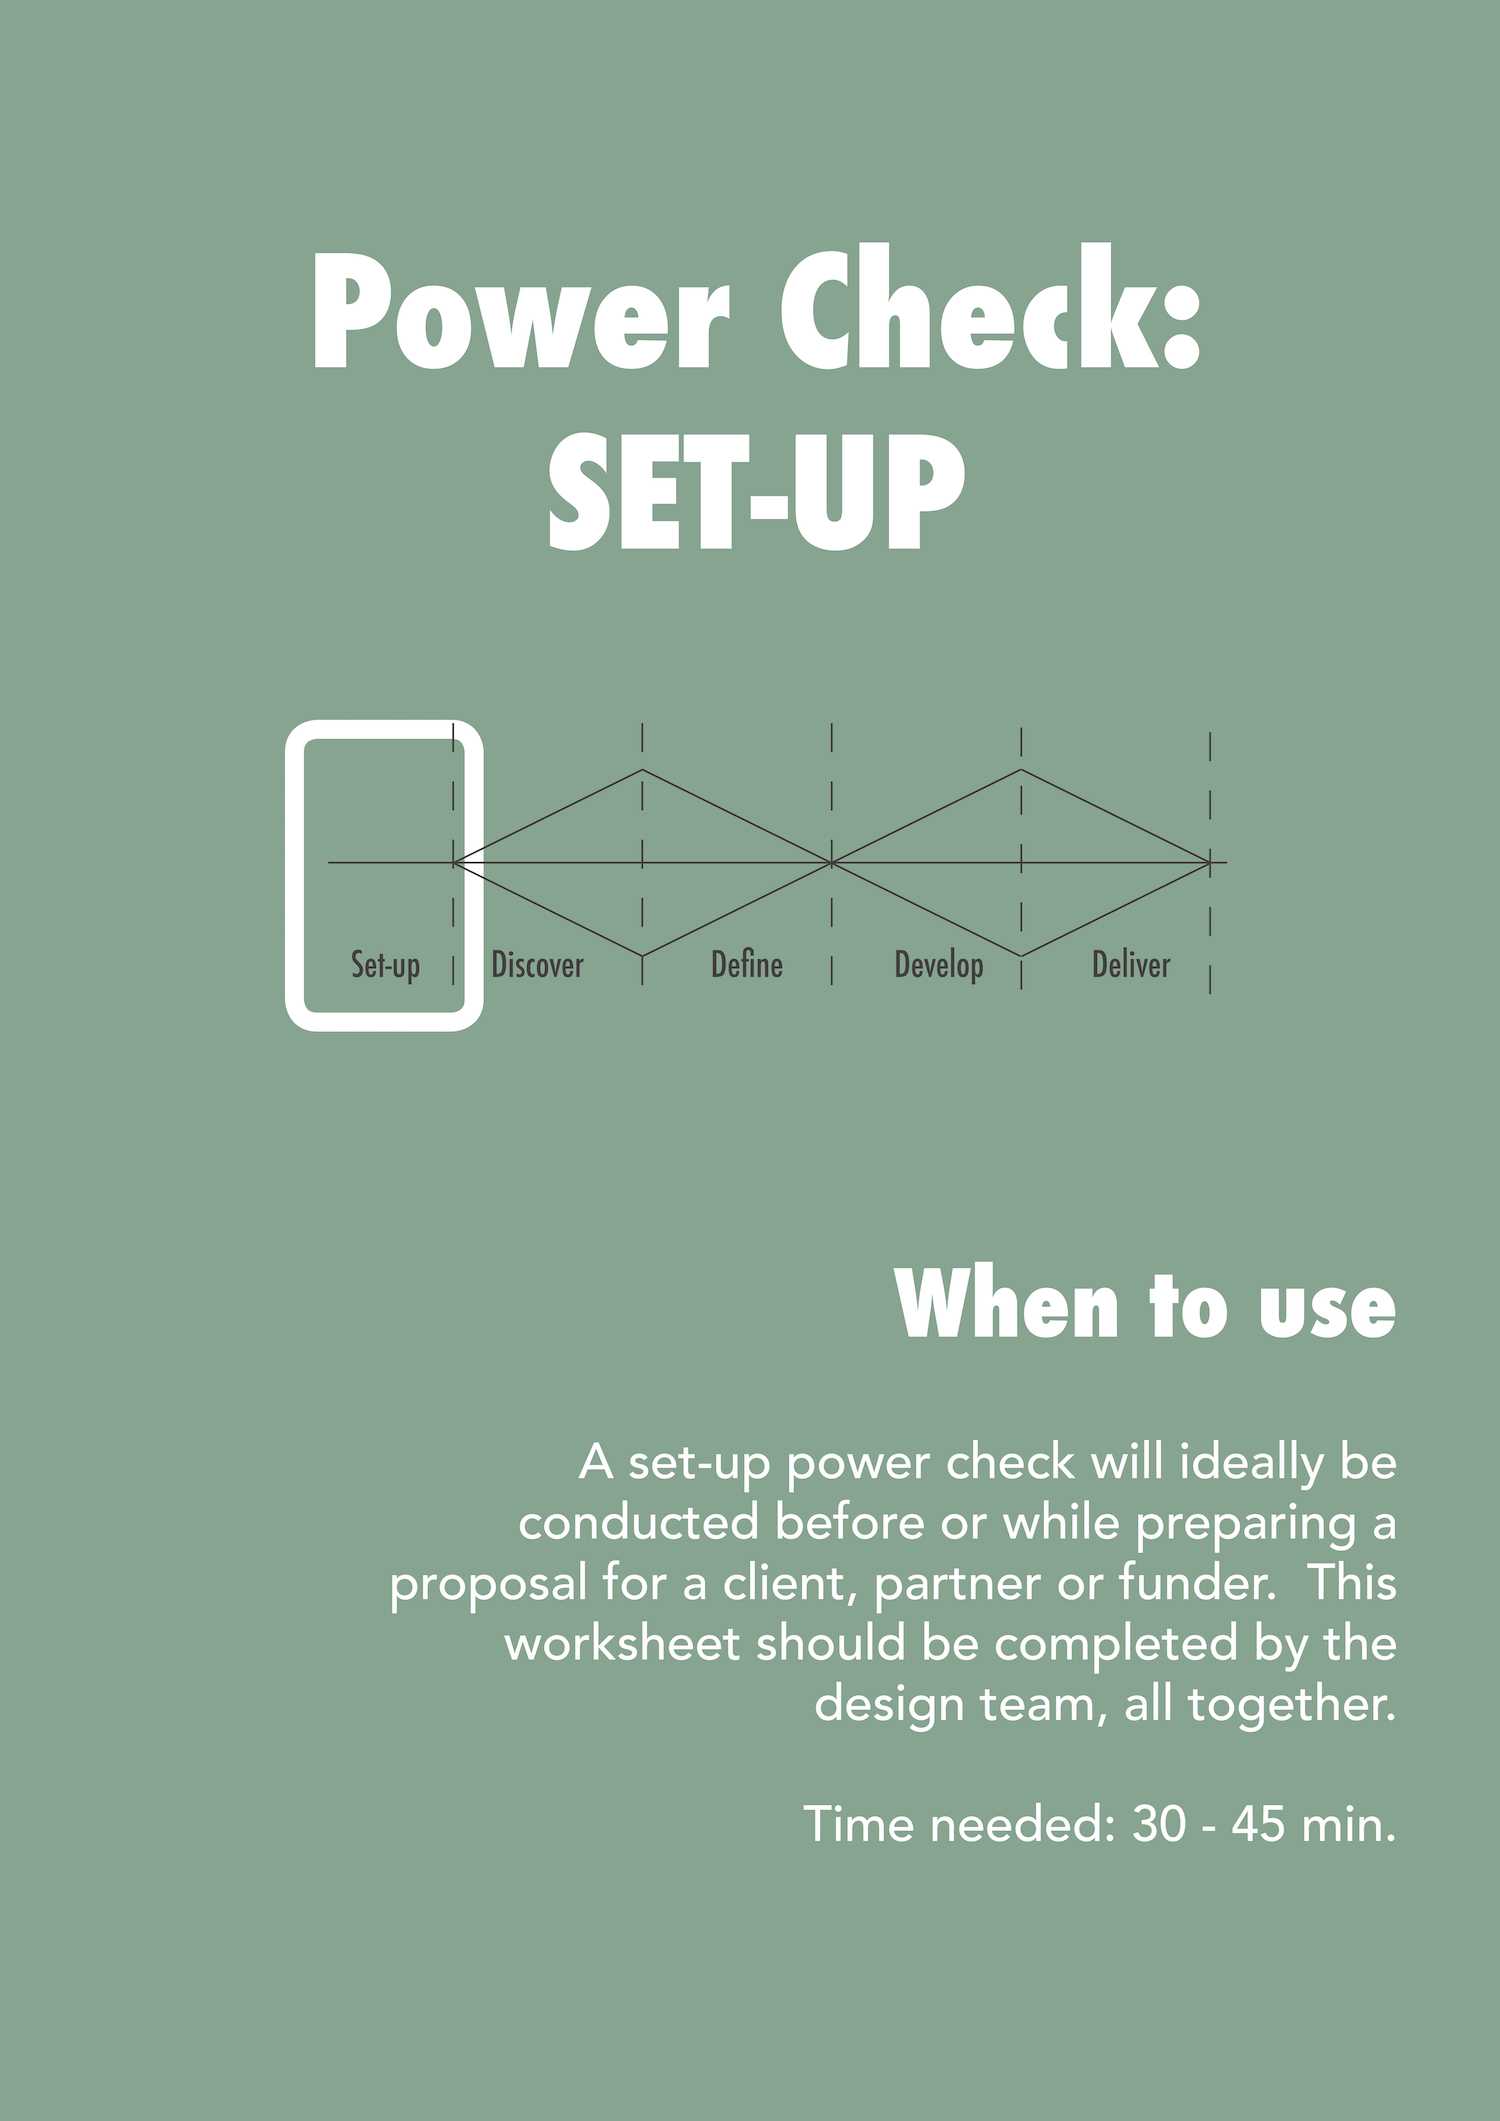 Power Check:
SET-UP
Set-up Discover Define Develop Deliver
When to use
A set-up power check will ideally be
conducted before or while preparing a
proposal for a client, partner or funder.  This
worksheet should be completed by the
design team, all together.
Time needed: 30 - 45 min.